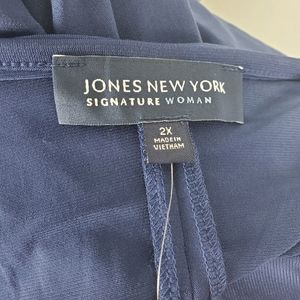 JONES NEW YORK
SIGNATURE WOMAN
2X
MADE IN
VIETNAM